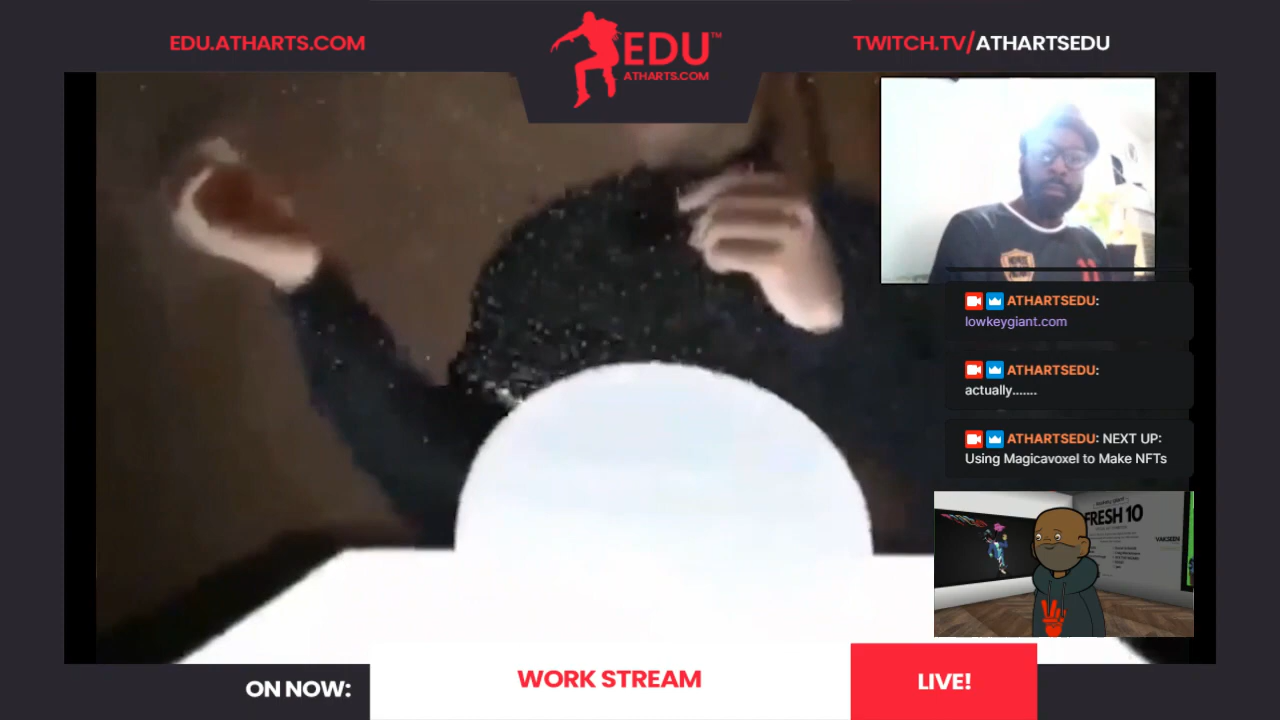 EDU.ATHARTS.COM
EDU™
ATHARTS.COM
TWITCH.TV/ATHARTSEDU
ATHARTSEDU:
lowkeygiant.com
ATHARTSEDU:
actually.......
ATHARTSEDU: NEXT UP:
Using Magicavoxel to Make NFTs
FRESH 10
VAKSEEN
ON NOW:
WORK STREAM
LIVE!